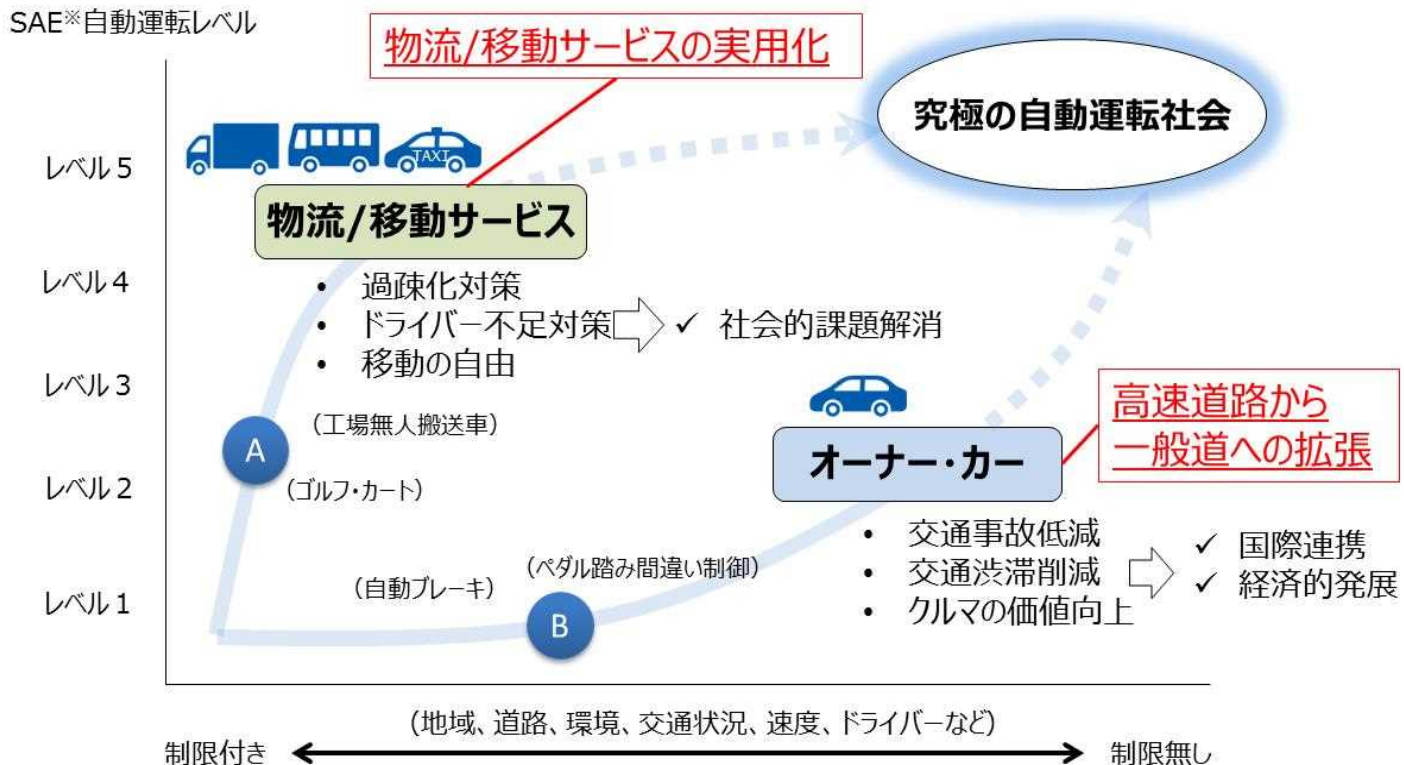 SAE※自動運転レベル
物流/移動サービスの実用化
究極の自動運転社会
レベル5
TAXI
物流/移動サービス
レベル4
• 過疎化対策
• ドライバー不足対策
• 移動の自由
✓ 社会的課題解消
レベル3
高速道路から
一般道への拡張
(工場無人搬送車)
A
オーナー・カー
レベル2
(ゴルフ・カート)
• 交通事故低減
• 交通渋滞削減
• クルマの価値向上
✓ 国際連携
✓ 経済的発展
(ペダル踏み間違い制御)
(自動ブレーキ)
レベル1
B
(地域、道路、環境、交通状況、速度、ドライバーなど)
制限付き
制限無し